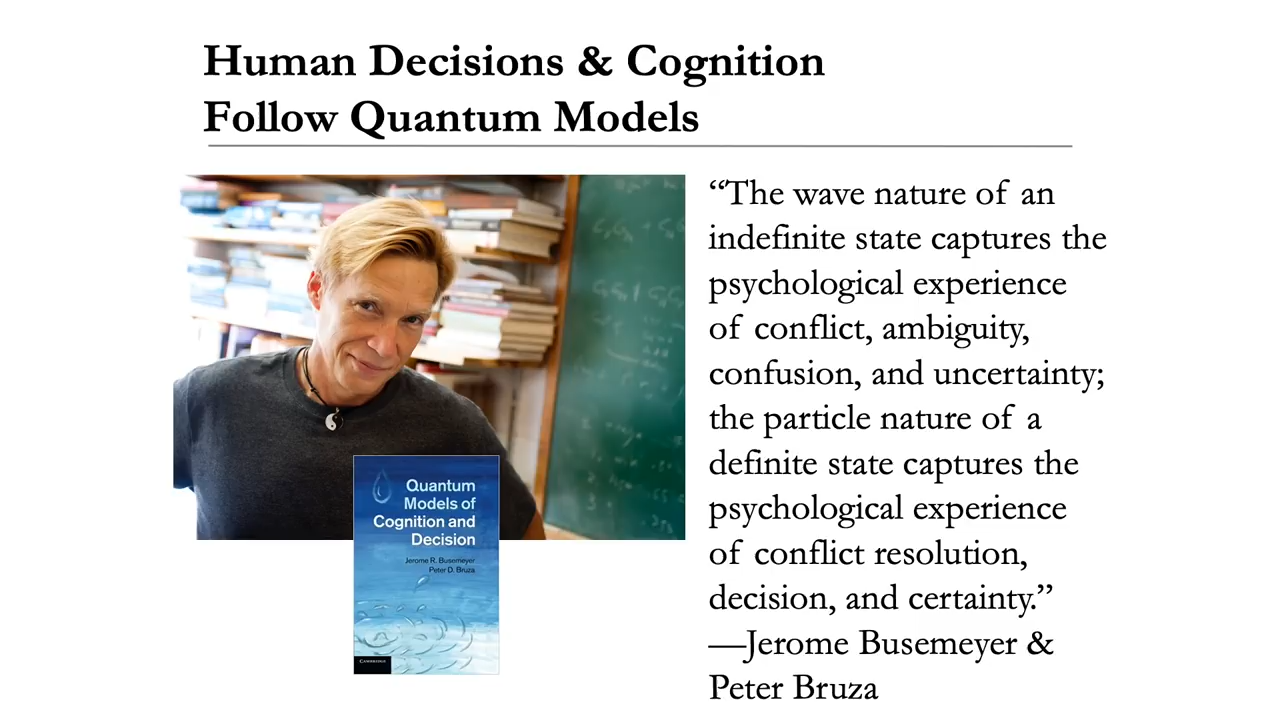 Human Decisions & Cognition
Follow Quantum Models
“The wave nature of an
indefinite state captures the
psychological experience
of conflict, ambiguity,
confusion, and uncertainty;
the particle nature of a
definite state captures the
psychological experience
of conflict resolution,
decision, and certainty.”
—Jerome Busemeyer &
Peter Bruza
Quantum
Models of
Cognition and
Decision
Jerome R. Busemeyer
Peter D. Bruza
CAMBRIDGE